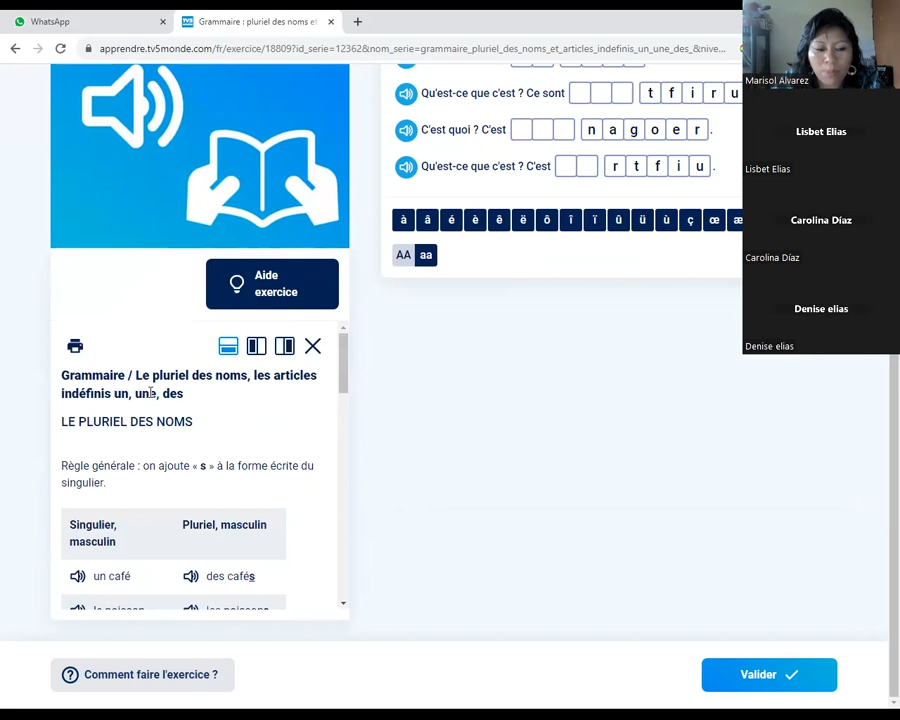 WhatsApp
Grammaire : pluriel des noms et
apprendre.tv5monde.com/fr/exercice/18809?id_serie=12362&nom_serie=grammaire_pluriel_des_noms_et_articles_indefinis_un_une_des_&nive...
Qu'est-ce que c'est ? Ce sont t f i r u
C'est quoi ? C'est n a g o e r .
Qu'est-ce que c'est ? C'est r t f i u .
à â é è ê ë ô î ï û ü ù ç œ æ
AA aa
Aide
exercice
Grammaire / Le pluriel des noms, les articles
indéfinis un, une, des
LE PLURIEL DES NOMS
Règle générale : on ajoute « s » à la forme écrite du
singulier.
Singulier, masculin
Pluriel, masculin
un café
des cafés
le poisson
les poissons
Comment faire l'exercice ?
Valider
Marisol Alvarez
Lisbet Elias
Lisbet Elias
Carolina Díaz
Carolina Díaz
Denise elias
Denise elias